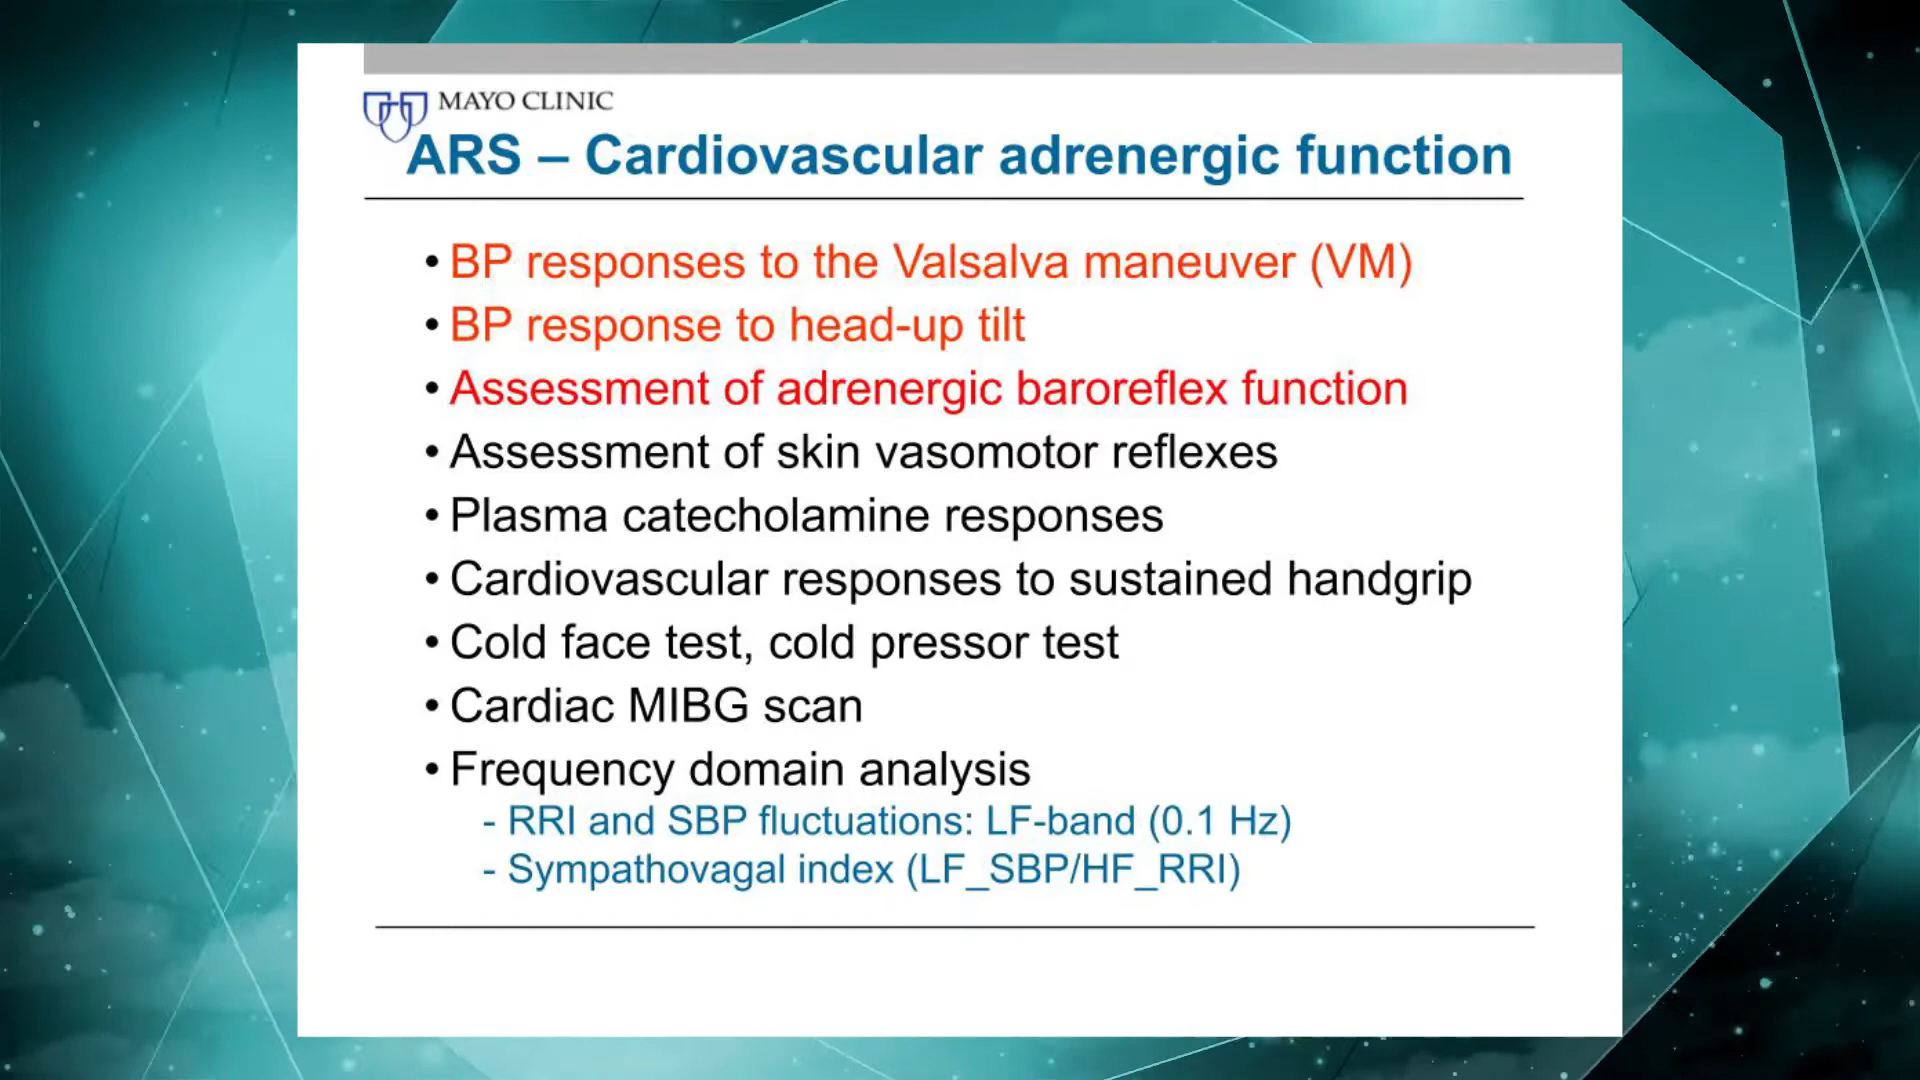 MAYO CLINIC
ARS – Cardiovascular adrenergic function
• BP responses to the Valsalva maneuver (VM)
• BP response to head-up tilt
• Assessment of adrenergic baroreflex function
• Assessment of skin vasomotor reflexes
• Plasma catecholamine responses
• Cardiovascular responses to sustained handgrip
• Cold face test, cold pressor test
• Cardiac MIBG scan
• Frequency domain analysis
- RRI and SBP fluctuations: LF-band (0.1 Hz)
- Sympathovagal index (LF_SBP/HF_RRI)